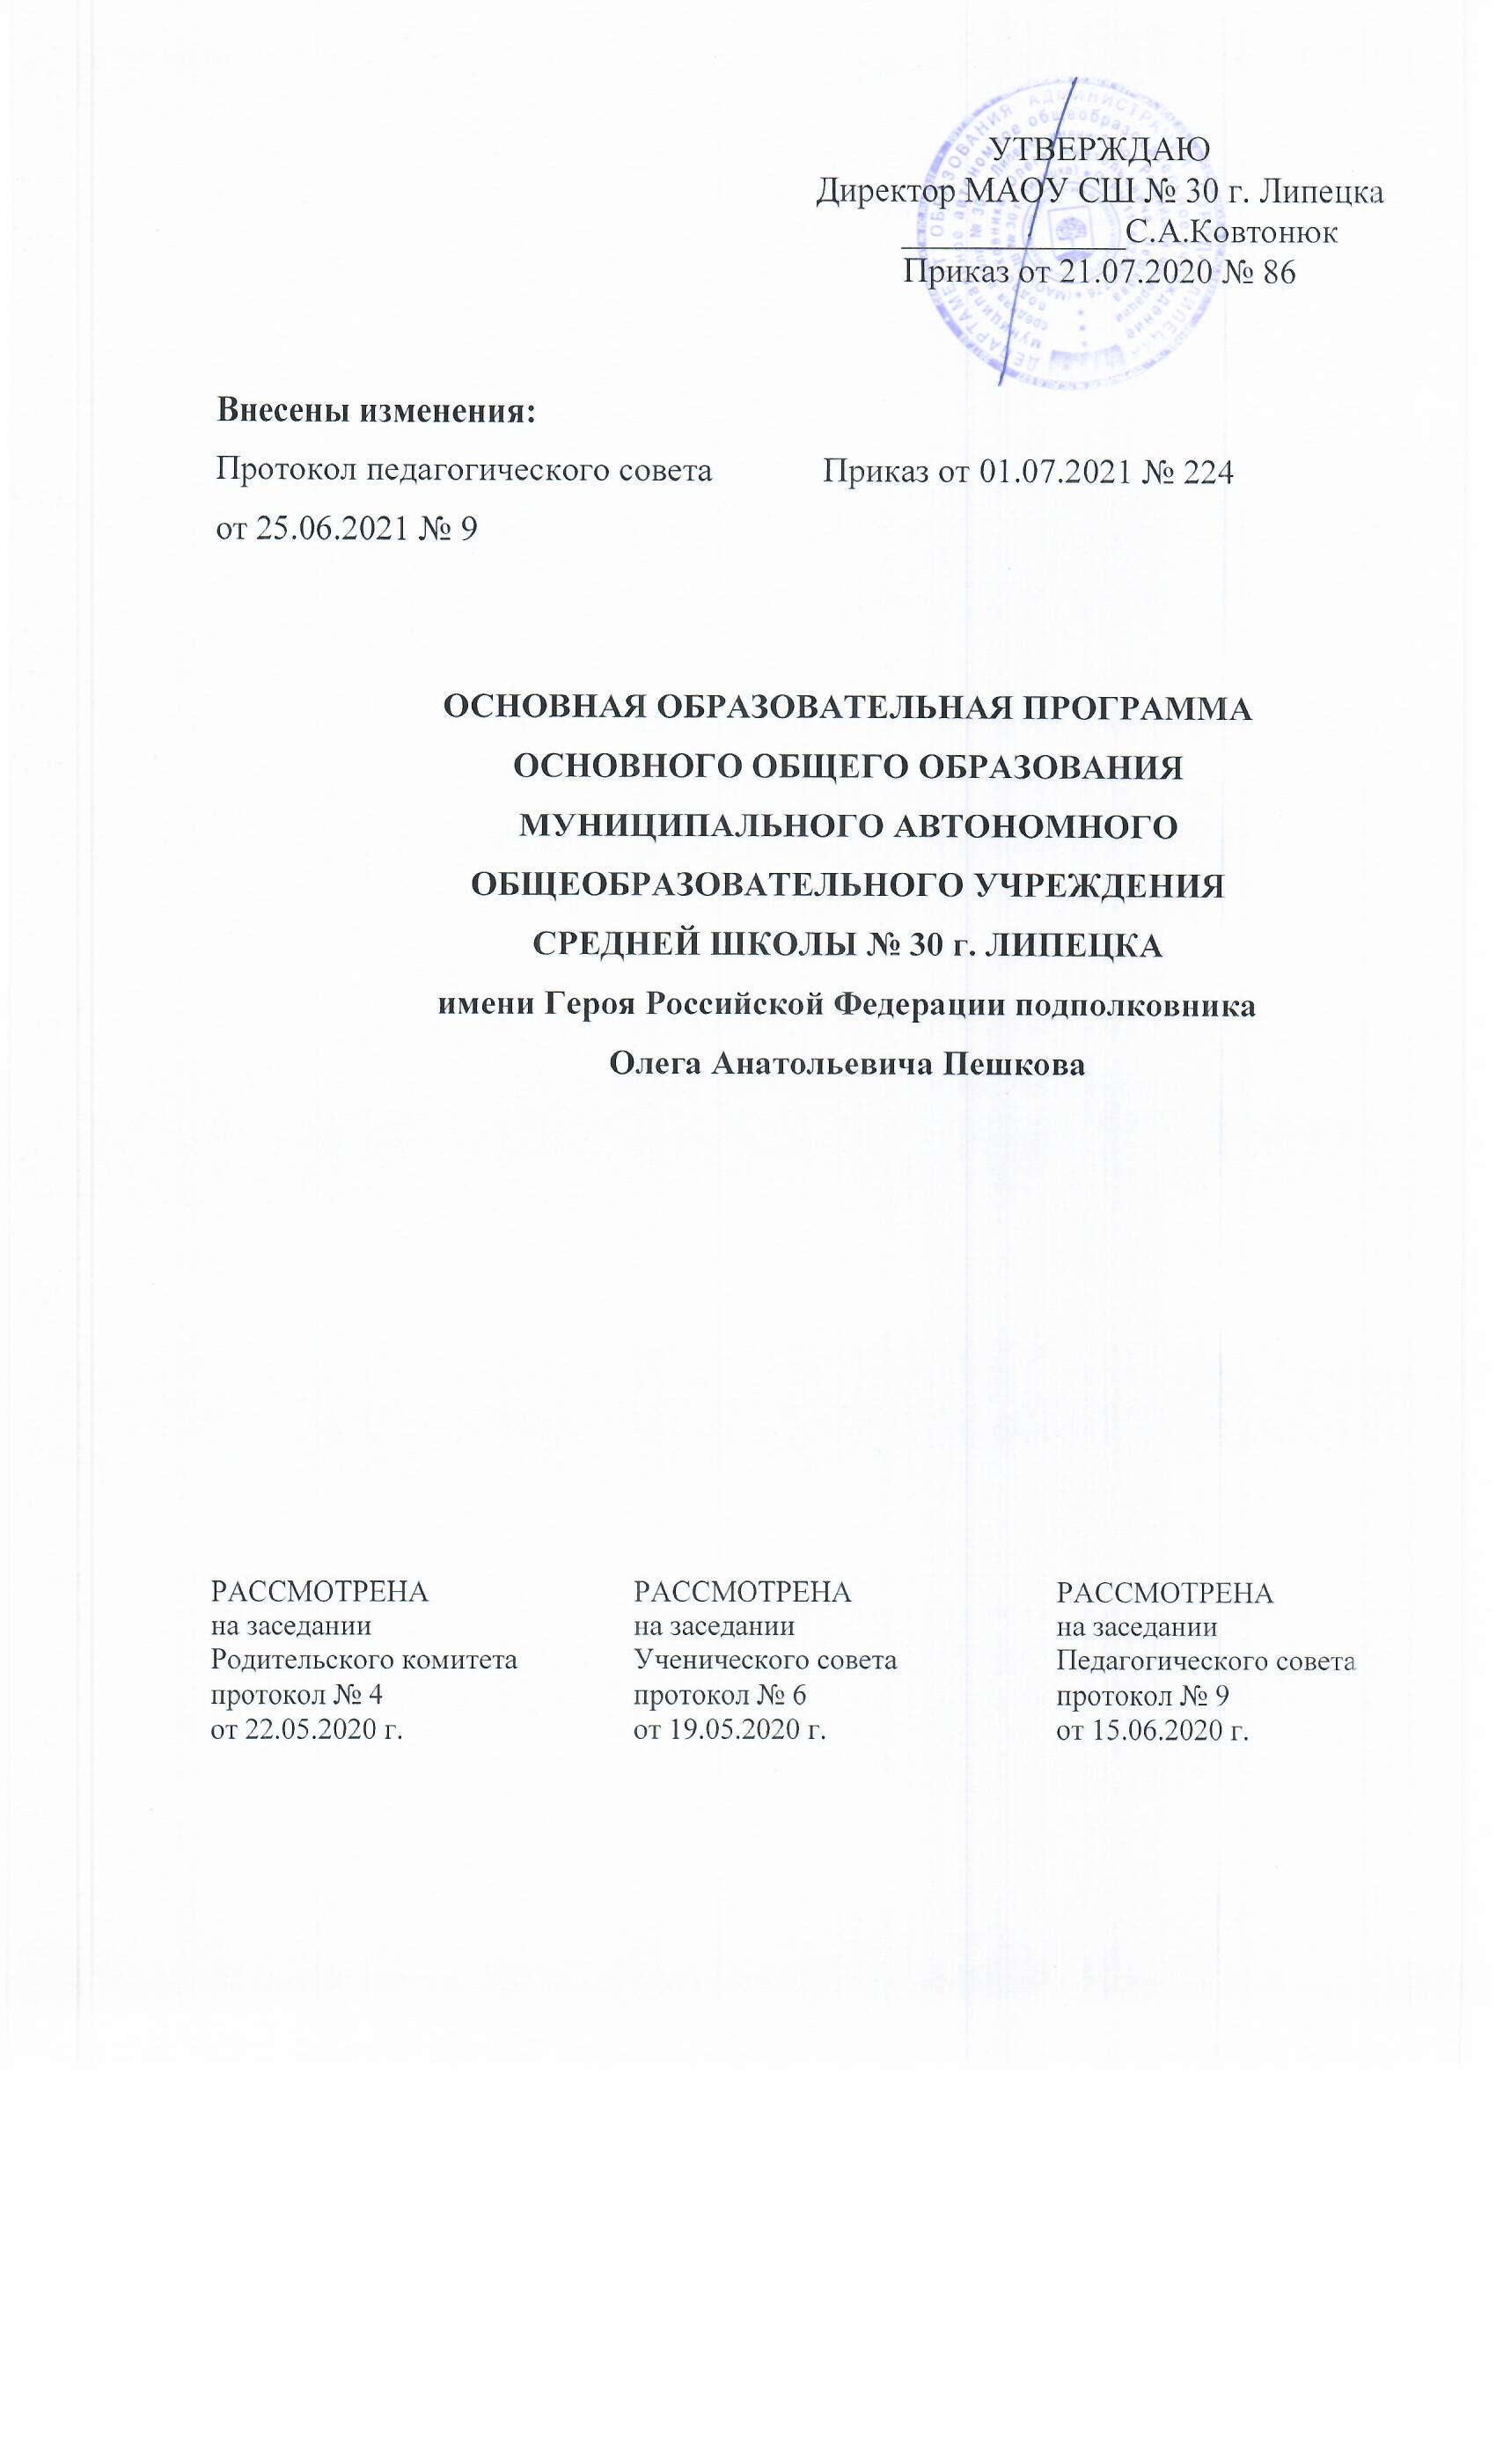 УТВЕРЖДАЮ
Директор МАОУ СШ № 30 г. Липецка
С.А.Ковтонюк
Приказ от 21.07.2020 № 86
Внесены изменения:
Протокол педагогического совета
Приказ от 01.07.2021 № 224
от 25.06.2021 № 9
ОСНОВНАЯ ОБРАЗОВАТЕЛЬНАЯ ПРОГРАММА
ОСНОВНОГО ОБЩЕГО ОБРАЗОВАНИЯ
МУНИЦИПАЛЬНОГО АВТОНОМНОГО
ОБЩЕОБРАЗОВАТЕЛЬНОГО УЧРЕЖДЕНИЯ
СРЕДНЕЙ ШКОЛЫ № 30 г. ЛИПЕЦКА
имени Героя Российской Федерации подполковника
Олега Анатольевича Пешкова
РАССМОТРЕНА
на заседании
Родительского комитета
протокол № 4
от 22.05.2020 г.
РАССМОТРЕНА
на заседании
Ученического совета
протокол № 6
от 19.05.2020 г.
РАССМОТРЕНА
на заседании
Педагогического совета
протокол № 9
от 15.06.2020 г.